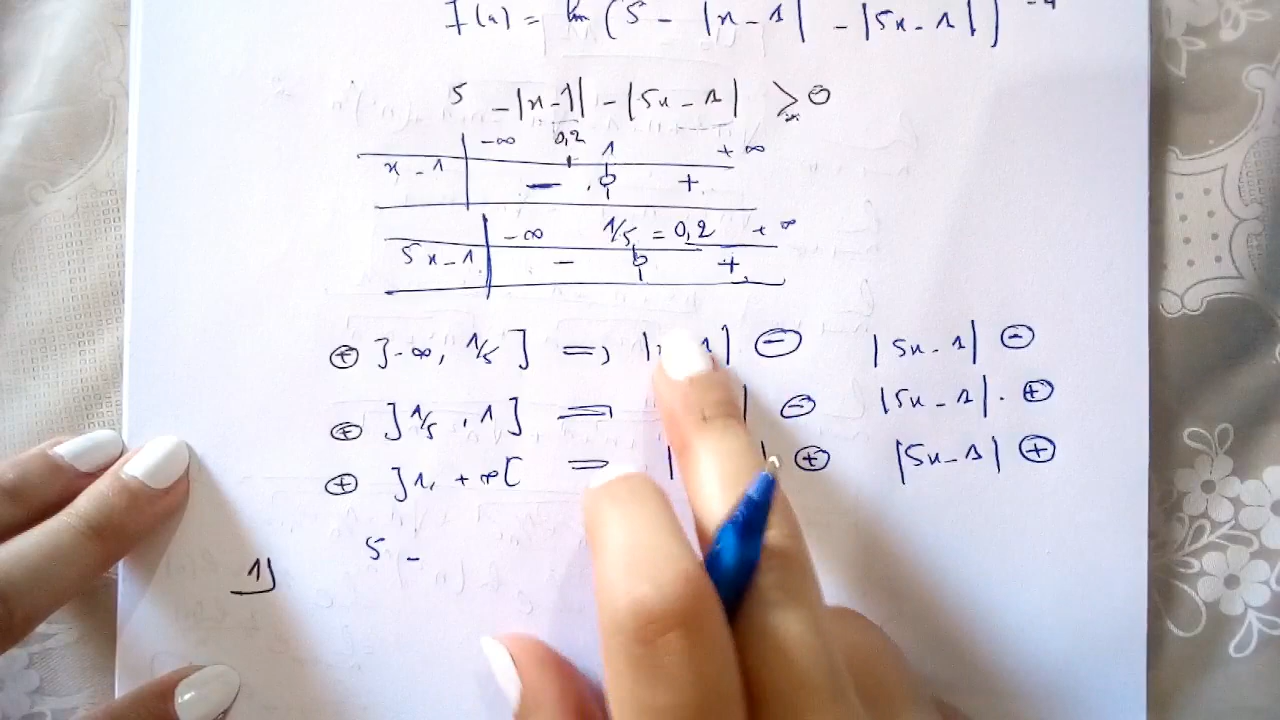 f(x) = ln (5 - |x - 1| - |5x - 1|)
5 - |x - 1| - |5x - 1| ≥ 0
-∞ 0,2 1 +∞
x - 1 - 0 +
-∞ 1/5 = 0,2 +∞
5x - 1 - 0 +
⊕ ]-∞, 1/5] => | 1| ⊖ |5x - 1| ⊖
⊕ ]1/5, 1] => | ⊖ |5x - 1|. ⊕
⊕ ]1, +∞[ => | | ⊕ |5x - 1| ⊕
1) 5 -